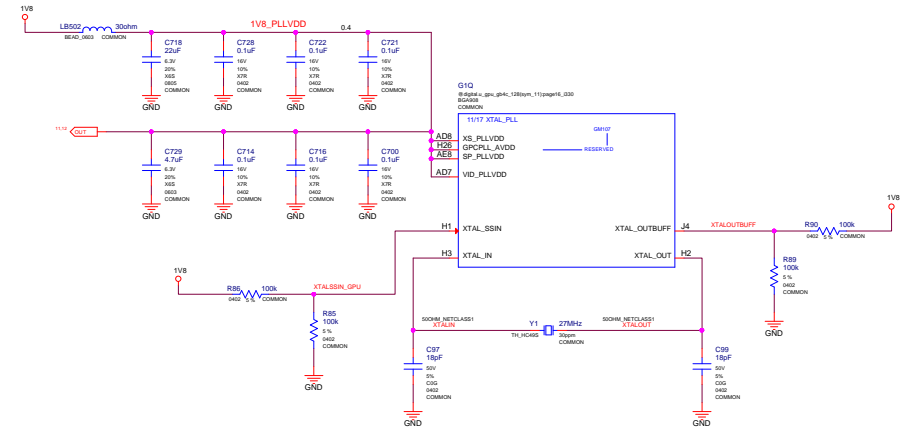 1V8
LB502 30ohm
BEAD_0603 COMMON
1V8_PLLVDD
0.4
C718
22uF
6.3V
20%
X6S
0805
COMMON
GND
C728
0.1uF
16V
10%
X7R
0402
COMMON
GND
C722
0.1uF
16V
10%
X7R
0402
COMMON
GND
C721
0.1uF
16V
10%
X7R
0402
COMMON
GND
11,12 OUT
C729
4.7uF
6.3V
20%
X6S
0603
COMMON
GND
C714
0.1uF
16V
10%
X7R
0402
COMMON
GND
C716
0.1uF
16V
10%
X7R
0402
COMMON
GND
C700
0.1uF
16V
10%
X7R
0402
COMMON
GND
G1Q
@digital.u_gpu_gb4c_128(sym_11):page16_i330
BGA908
COMMON
11/17 XTAL_PLL
GM107
RESERVED
AD8 XS_PLLVDD
H26 GPCPLL_AVDD
AE8 SP_PLLVDD
AD7 VID_PLLVDD
H1 XTAL_SSIN
H3 XTAL_IN
XTAL_OUTBUFF J4
XTAL_OUT H2
XTALOUTBUFF
R90 100k
0402 5 % COMMON
1V8
R89
100k
5 %
0402
COMMON
GND
1V8
R86 100k
0402 5 % COMMON
XTALSSIN_GPU
R85
100k
5 %
0402
COMMON
GND
50OHM_NETCLASS1
XTALIN
Y1 27MHz
TH_HC49S 30ppm
COMMON
50OHM_NETCLASS1
XTALOUT
C97
18pF
50V
5%
C0G
0402
COMMON
GND
C99
18pF
50V
5%
C0G
0402
COMMON
GND